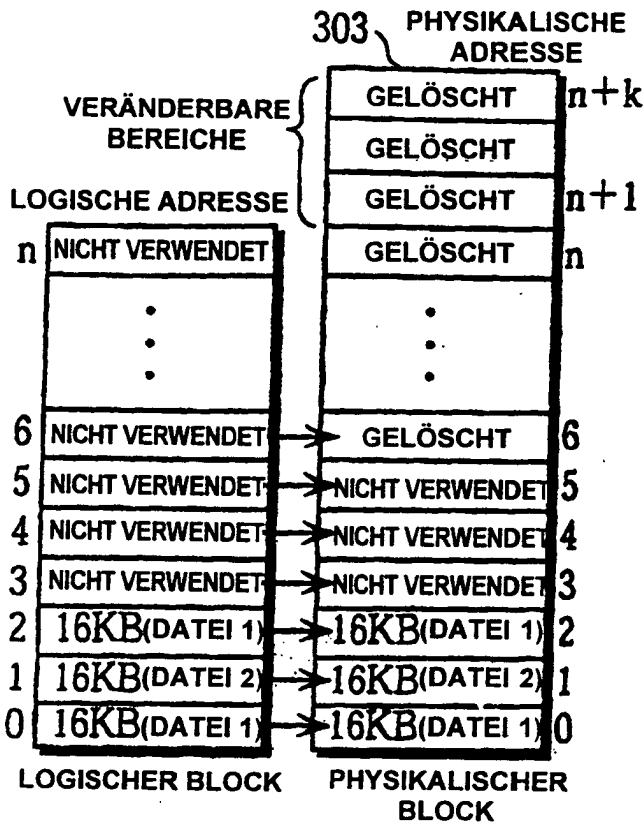 303
PHYSIKALISCHE
ADRESSE
VERÄNDERBARE
BEREICHE
GELÖSCHT n+k
GELÖSCHT
GELÖSCHT n+1
LOGISCHE ADRESSE
n NICHT VERWENDET
GELÖSCHT n
6 NICHT VERWENDET GELÖSCHT 6
5 NICHT VERWENDET NICHT VERWENDET 5
4 NICHT VERWENDET NICHT VERWENDET 4
3 NICHT VERWENDET NICHT VERWENDET 3
2 16KB(DATEI 1) 16KB(DATEI 1) 2
1 16KB(DATEI 2) 16KB(DATEI 2) 1
0 16KB(DATEI 1) 16KB(DATEI 1) 0
LOGISCHER BLOCK
PHYSIKALISCHER
BLOCK